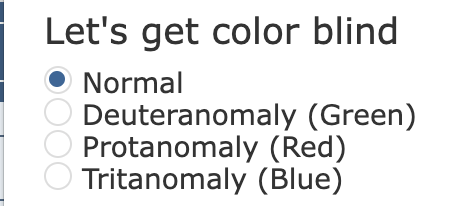 Let's get color blind
Normal
Deuteranomaly (Green)
Protanomaly (Red)
Tritanomaly (Blue)